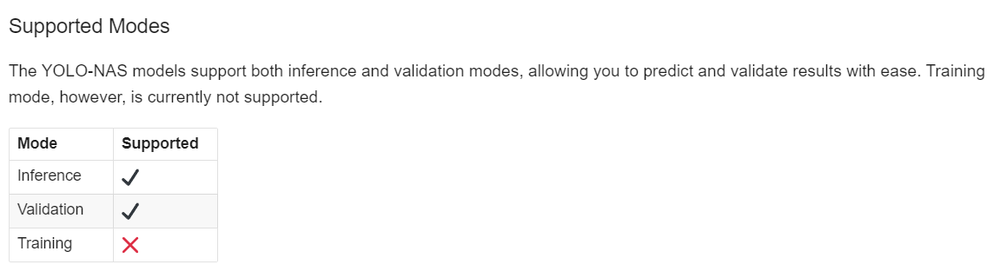 Supported Modes
The YOLO-NAS models support both inference and validation modes, allowing you to predict and validate results with ease. Training
mode, however, is currently not supported.
Mode Supported
Inference ✔
Validation ✔
Training ❌